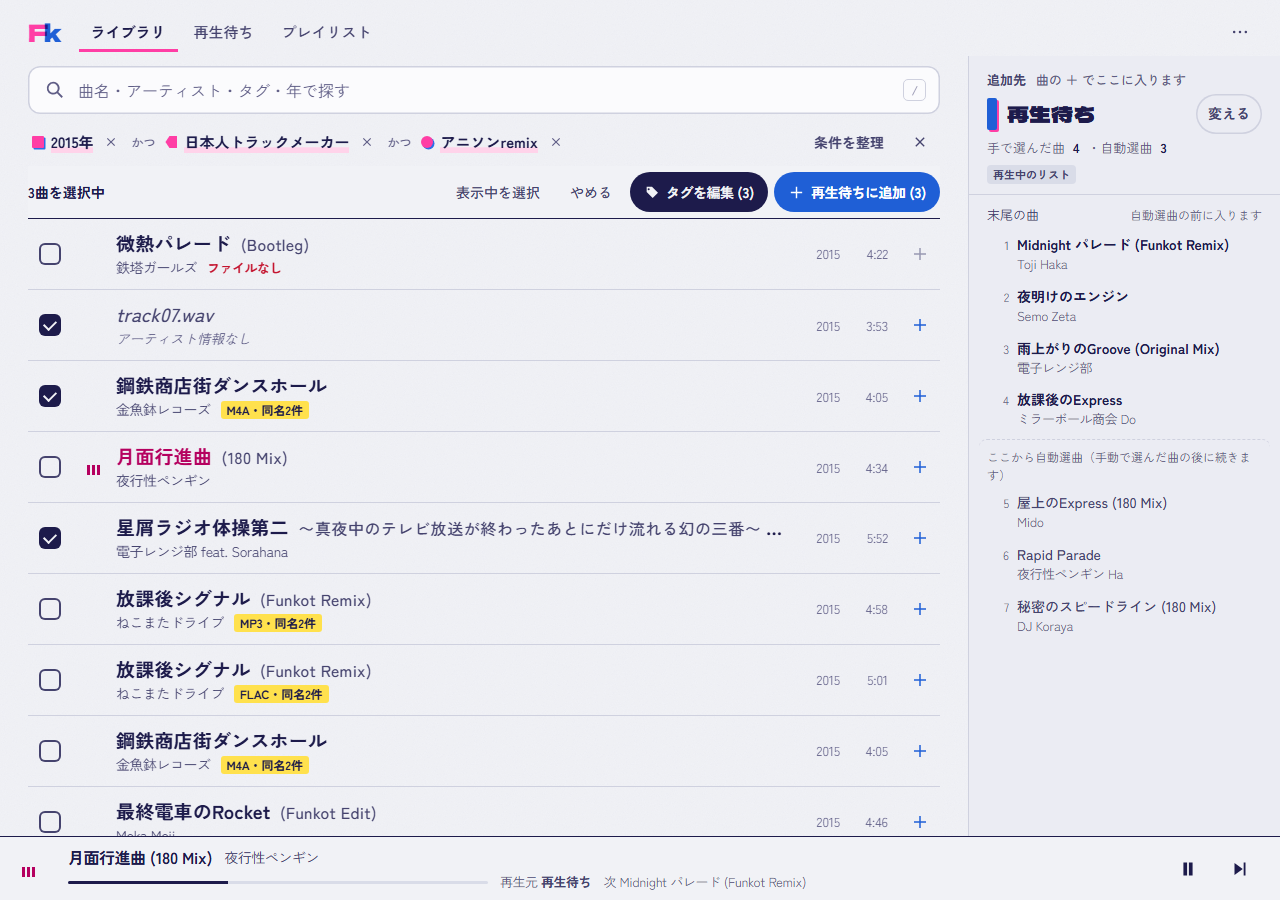 Fk ライブラリ 再生待ち プレイリスト …
曲名・アーティスト・タグ・年で探す /
2015年 × かつ 日本人トラックメーカー × かつ アニソンremix × 条件を整理 ×
3曲を選択中 表示中を選択 やめる タグを編集 (3) + 再生待ちに追加 (3)
微熱パレード (Bootleg)
鉄塔ガールズ ファイルなし
2015 4:22 +
track07.wav
アーティスト情報なし
2015 3:53 +
鋼鉄商店街ダンスホール
金魚鉢レコーズ M4A・同名2件
2015 4:05 +
月面行進曲 (180 Mix)
夜行性ペンギン
2015 4:34 +
星屑ラジオ体操第二 〜真夜中のテレビ放送が終わったあとにだけ流れる幻の三番〜 …
電子レンジ部 feat. Sorahana
2015 5:52 +
放課後シグナル (Funkot Remix)
ねこまたドライブ MP3・同名2件
2015 4:58 +
放課後シグナル (Funkot Remix)
ねこまたドライブ FLAC・同名2件
2015 5:01 +
鋼鉄商店街ダンスホール
金魚鉢レコーズ M4A・同名2件
2015 4:05 +
最終電車のRocket (Funkot Edit)
2015 4:46 +
追加先 曲の + でここに入ります
再生待ち 変える
手で選んだ曲 4 ・自動選曲 3
再生中のリスト
末尾の曲 自動選曲の前に入ります
1 Midnight パレード (Funkot Remix)
Toji Haka
2 夜明けのエンジン
Semo Zeta
3 雨上がりのGroove (Original Mix)
電子レンジ部
4 放課後のExpress
ミラーボール商会 Do
ここから自動選曲（手動で選んだ曲の後に続きま
す）
5 屋上のExpress (180 Mix)
Mido
6 Rapid Parade
夜行性ペンギン Ha
7 秘密のスピードライン (180 Mix)
DJ Koraya
月面行進曲 (180 Mix) 夜行性ペンギン
再生元 再生待ち 次 Midnight パレード (Funkot Remix)